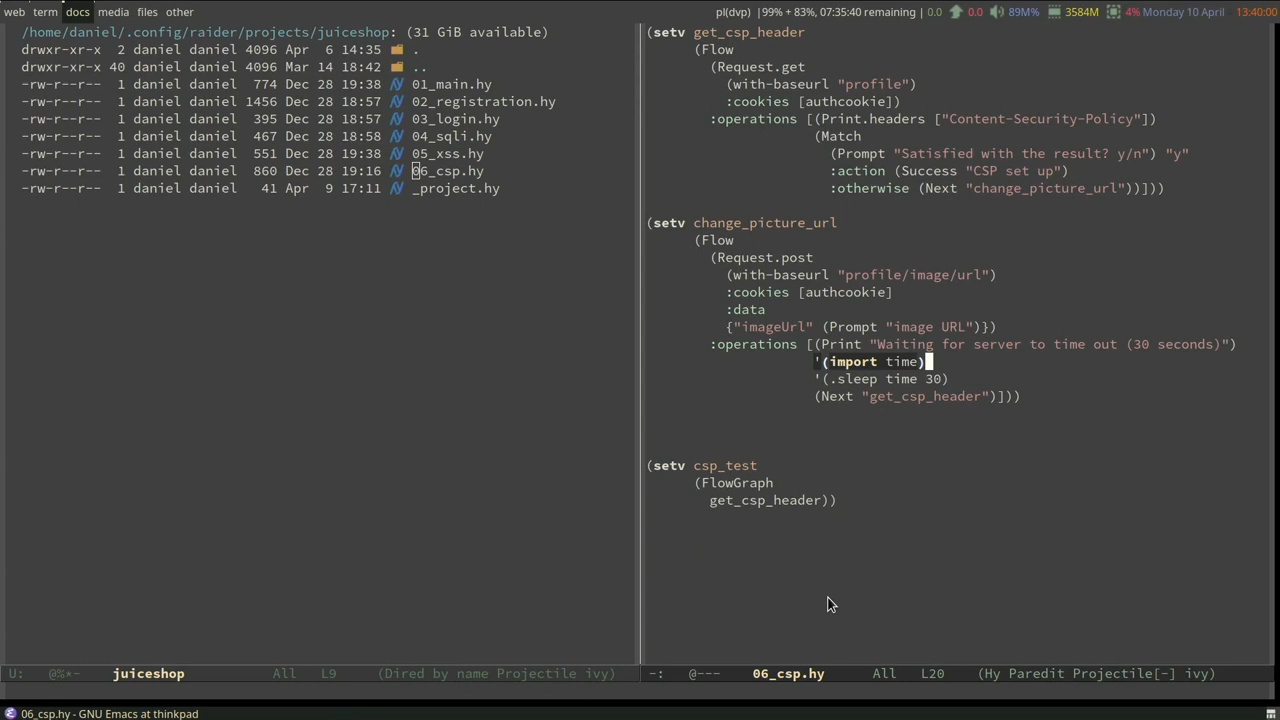 web term docs media files other pl(dvp) |99% + 83%, 07:35:40 remaining | 0.0 0.0 89M% 3584M 4% Monday 10 April 13:40:00
/home/daniel/.config/raider/projects/juiceshop: (31 GiB available)
drwxr-xr-x 2 daniel daniel 4096 Apr 6 14:35 .
drwxr-xr-x 40 daniel daniel 4096 Mar 14 18:42 ..
-rw-r--r-- 1 daniel daniel 774 Dec 28 19:38 01_main.hy
-rw-r--r-- 1 daniel daniel 1456 Dec 28 18:57 02_registration.hy
-rw-r--r-- 1 daniel daniel 395 Dec 28 18:57 03_login.hy
-rw-r--r-- 1 daniel daniel 467 Dec 28 18:58 04_sqli.hy
-rw-r--r-- 1 daniel daniel 551 Dec 28 19:38 05_xss.hy
-rw-r--r-- 1 daniel daniel 860 Dec 28 19:16 06_csp.hy
-rw-r--r-- 1 daniel daniel 41 Apr 9 17:11 _project.hy
U: @%*- juiceshop All L9 (Dired by name Projectile ivy)
(setv get_csp_header
(Flow
(Request.get
(with-baseurl "profile")
:cookies [authcookie])
:operations [(Print.headers ["Content-Security-Policy"])
(Match
(Prompt "Satisfied with the result? y/n") "y"
:action (Success "CSP set up")
:otherwise (Next "change_picture_url"))]))
(setv change_picture_url
(Flow
(Request.post
(with-baseurl "profile/image/url")
:cookies [authcookie]
:data
{"imageUrl" (Prompt "image URL")})
:operations [(Print "Waiting for server to time out (30 seconds)")
'(import time)
'(.sleep time 30)
(Next "get_csp_header")]))
(setv csp_test
(FlowGraph
get_csp_header))
-: @--- 06_csp.hy All L20 (Hy Paredit Projectile[-] ivy)
06_csp.hy - GNU Emacs at thinkpad